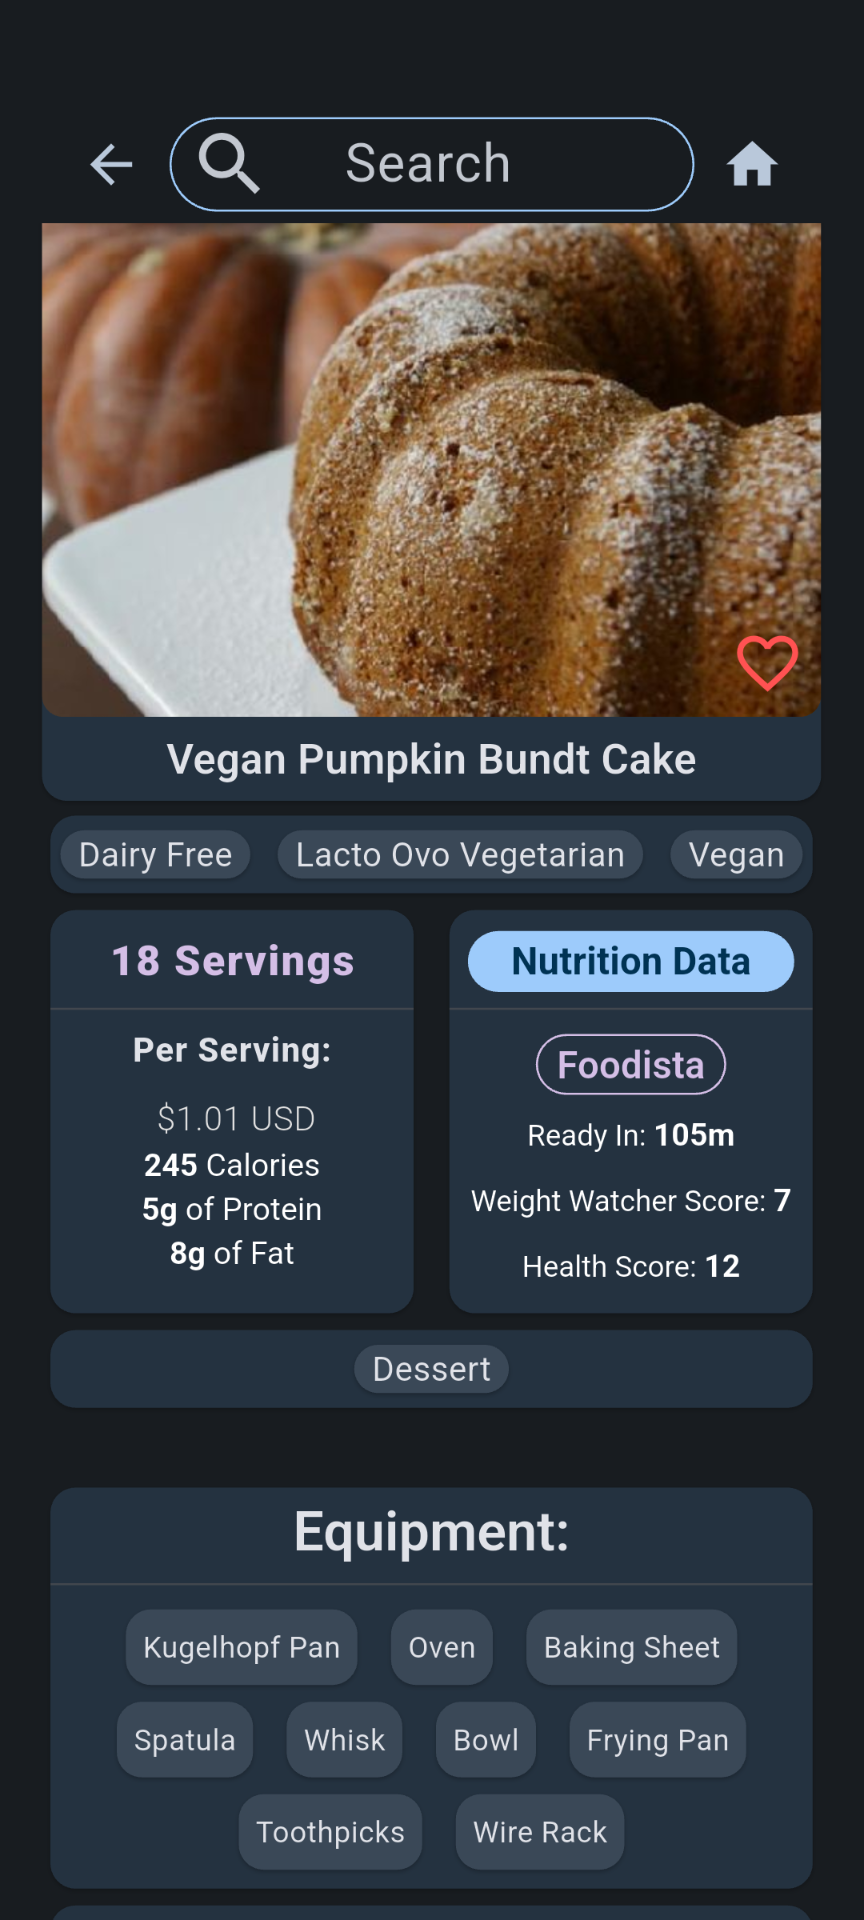 Search
Vegan Pumpkin Bundt Cake
Dairy Free Lacto Ovo Vegetarian Vegan
18 Servings
Per Serving:
$1.01 USD
245 Calories
5g of Protein
8g of Fat
Nutrition Data
Foodista
Ready In: 105m
Weight Watcher Score: 7
Health Score: 12
Dessert
Equipment:
Kugelhopf Pan Oven Baking Sheet
Spatula Whisk Bowl Frying Pan
Toothpicks Wire Rack